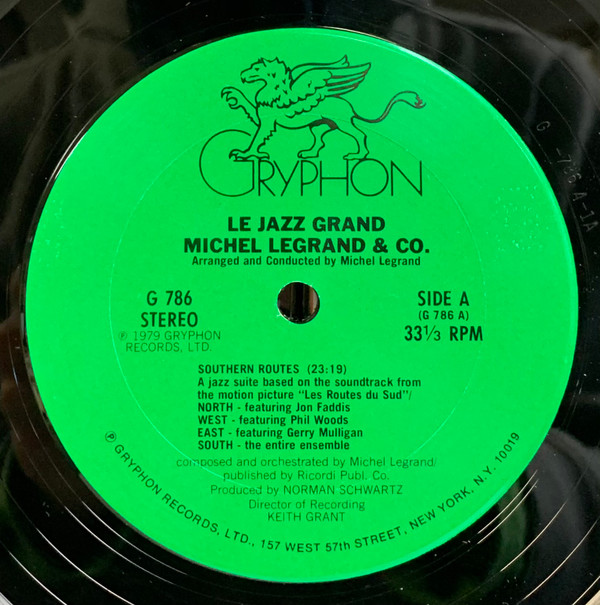 GRYPHON
LE JAZZ GRAND
MICHEL LEGRAND & CO.
Arranged and Conducted by Michel Legrand
G 786
STEREO
℗ 1979 GRYPHON
RECORDS, LTD.
SIDE A
(G 786 A)
33⅓ RPM
SOUTHERN ROUTES (23:19)
A jazz suite based on the soundtrack from
the motion picture "Les Routes du Sud"/
NORTH - featuring Jon Faddis
WEST - featuring Phil Woods
EAST - featuring Gerry Mulligan
SOUTH - the entire ensemble
composed and orchestrated by Michel Legrand/
published by Ricordi Publ. Co.
Produced by NORMAN SCHWARTZ
Director of Recording
KEITH GRANT
℗ GRYPHON RECORDS, LTD., 157 WEST 57th STREET, NEW YORK, N.Y. 10019
G -786 A-1A